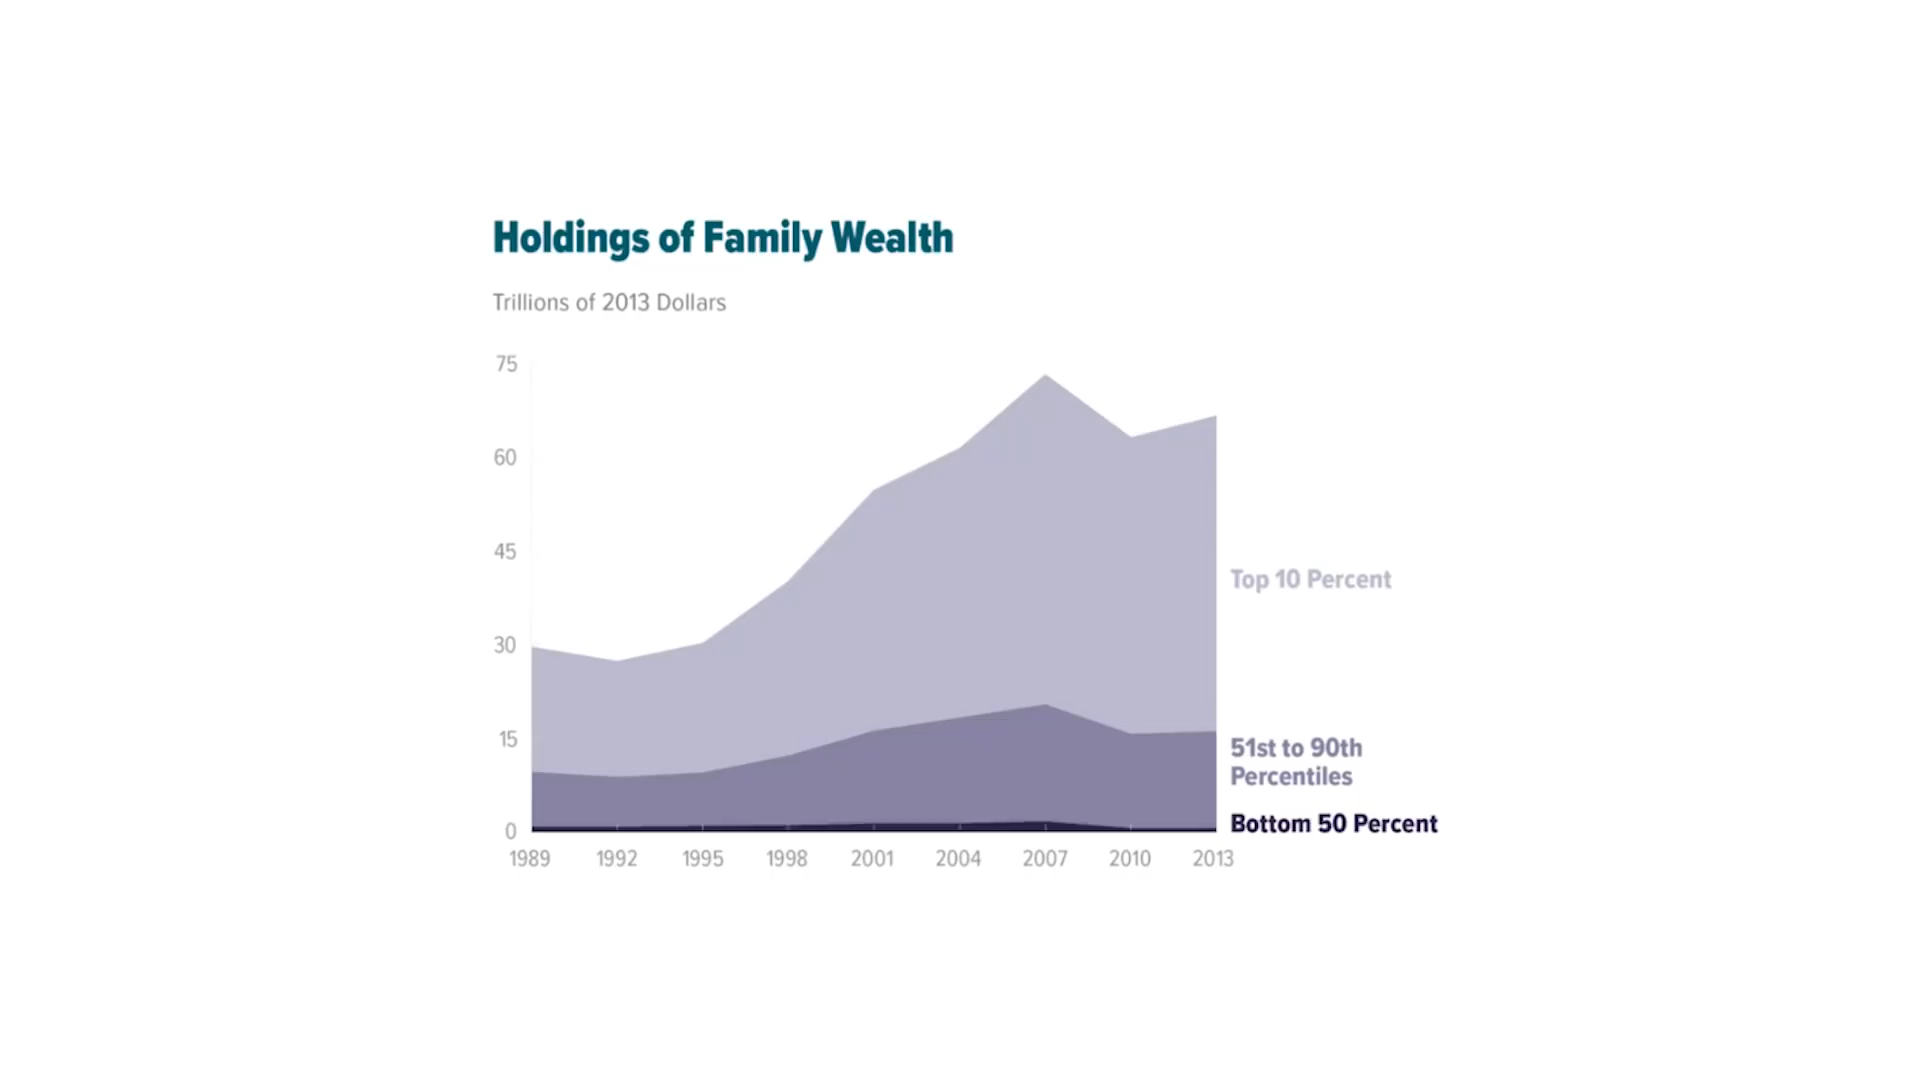 Holdings of Family Wealth
Trillions of 2013 Dollars
75
60
45
30
15
0
Top 10 Percent
51st to 90th
Percentiles
Bottom 50 Percent
1989 1992 1995 1998 2001 2004 2007 2010 2013